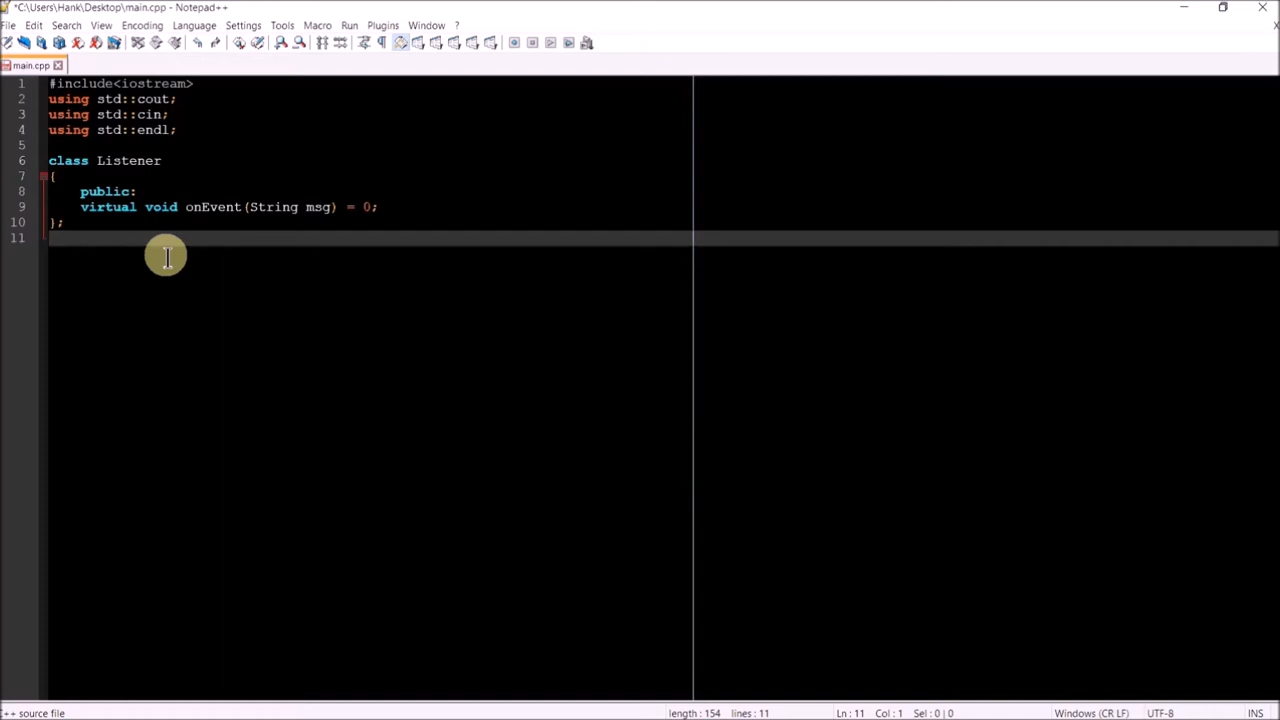 *C:\Users\Hank\Desktop\main.cpp - Notepad++
File Edit Search View Encoding Language Settings Tools Macro Run Plugins Window ?
main.cpp
1 #include<iostream>
2 using std::cout;
3 using std::cin;
4 using std::endl;
5
6 class Listener
7 {
8 public:
9 virtual void onEvent(String msg) = 0;
10 };
11
C++ source file length : 154 lines : 11 Ln : 11 Col : 1 Sel : 0 | 0 Windows (CR LF) UTF-8 INS